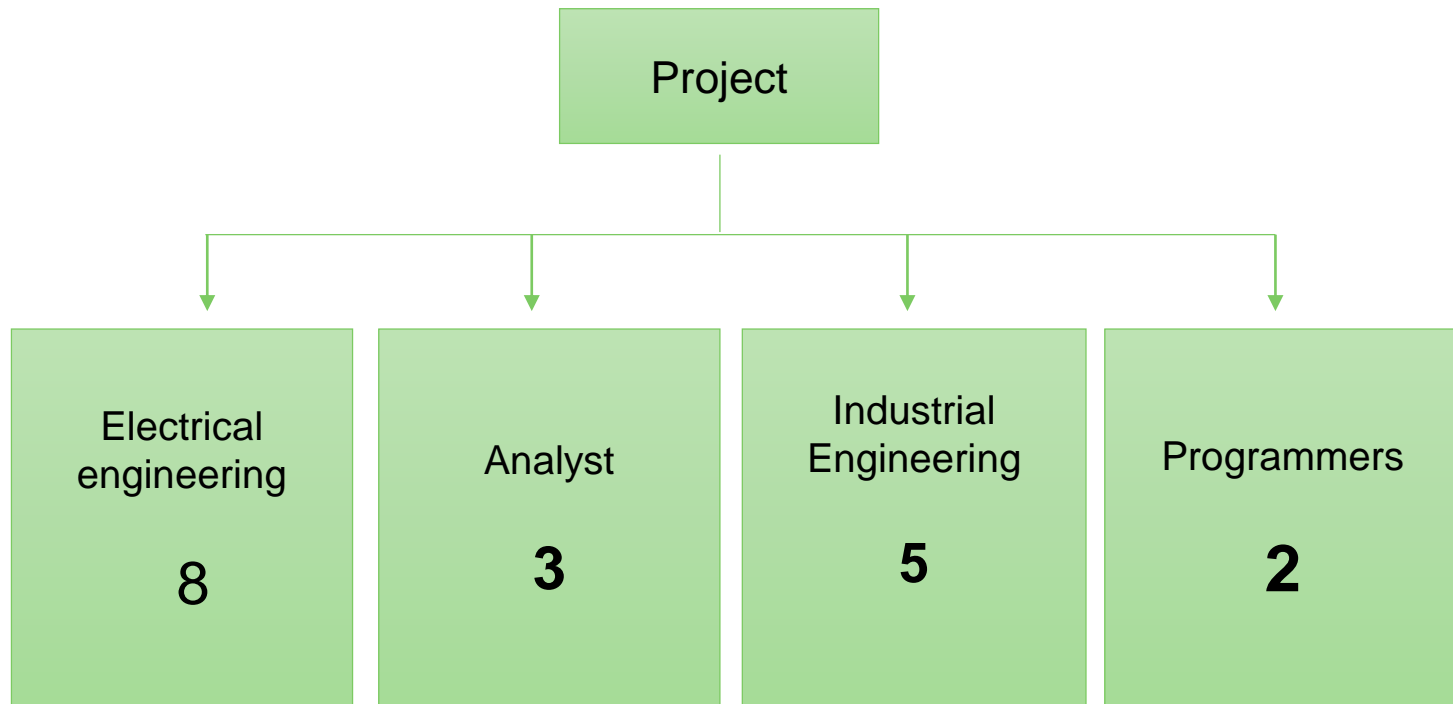 Project
Electrical
engineering
8
Analyst
3
Industrial
Engineering
5
Programmers
2